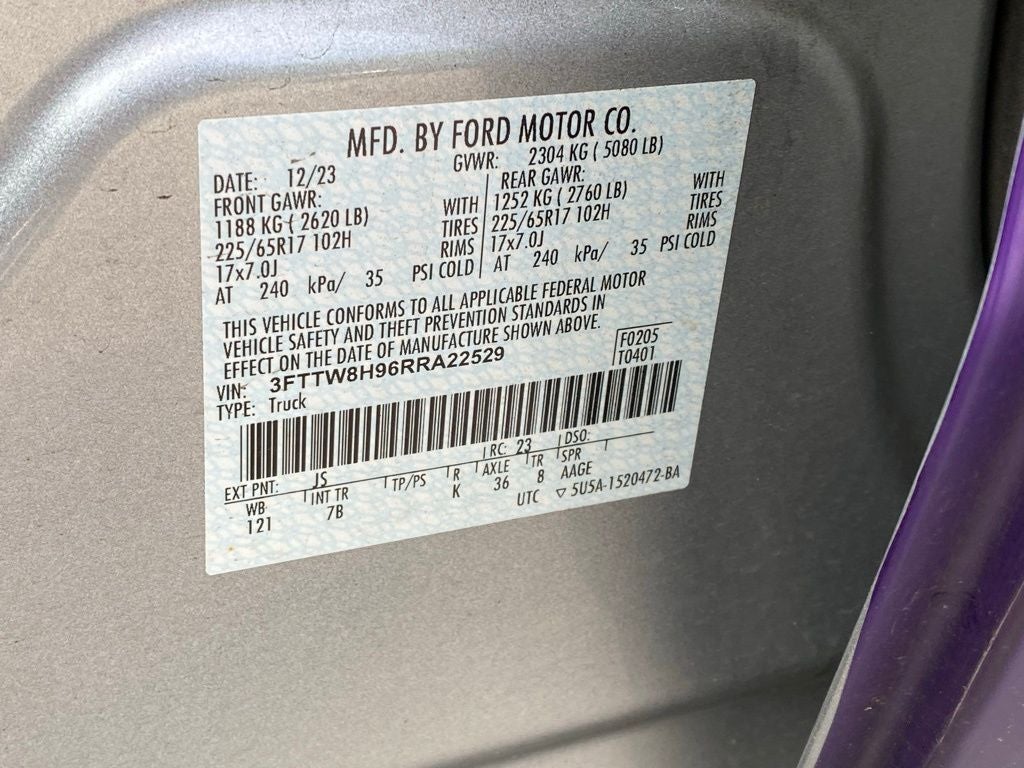 MFD. BY FORD MOTOR CO.
DATE: 12/23 GVWR: 2304 KG ( 5080 LB)
FRONT GAWR: REAR GAWR:
1188 KG ( 2620 LB) WITH 1252 KG ( 2760 LB) WITH
225/65R17 102H TIRES 225/65R17 102H TIRES
17x7.0J RIMS 17x7.0J RIMS
AT 240 kPa/ 35 PSI COLD AT 240 kPa/ 35 PSI COLD
THIS VEHICLE CONFORMS TO ALL APPLICABLE FEDERAL MOTOR
VEHICLE SAFETY AND THEFT PREVENTION STANDARDS IN
EFFECT ON THE DATE OF MANUFACTURE SHOWN ABOVE.
VIN: 3FTTW8H96RRA22529 F0205
TYPE: Truck T0401
EXT PNT: JS RC: 23 DSO:
WB INT TR TP/PS R AXLE TR SPR
121 7B K 36 8 AAGE
UTC ▽ 5U5A-1520472-BA